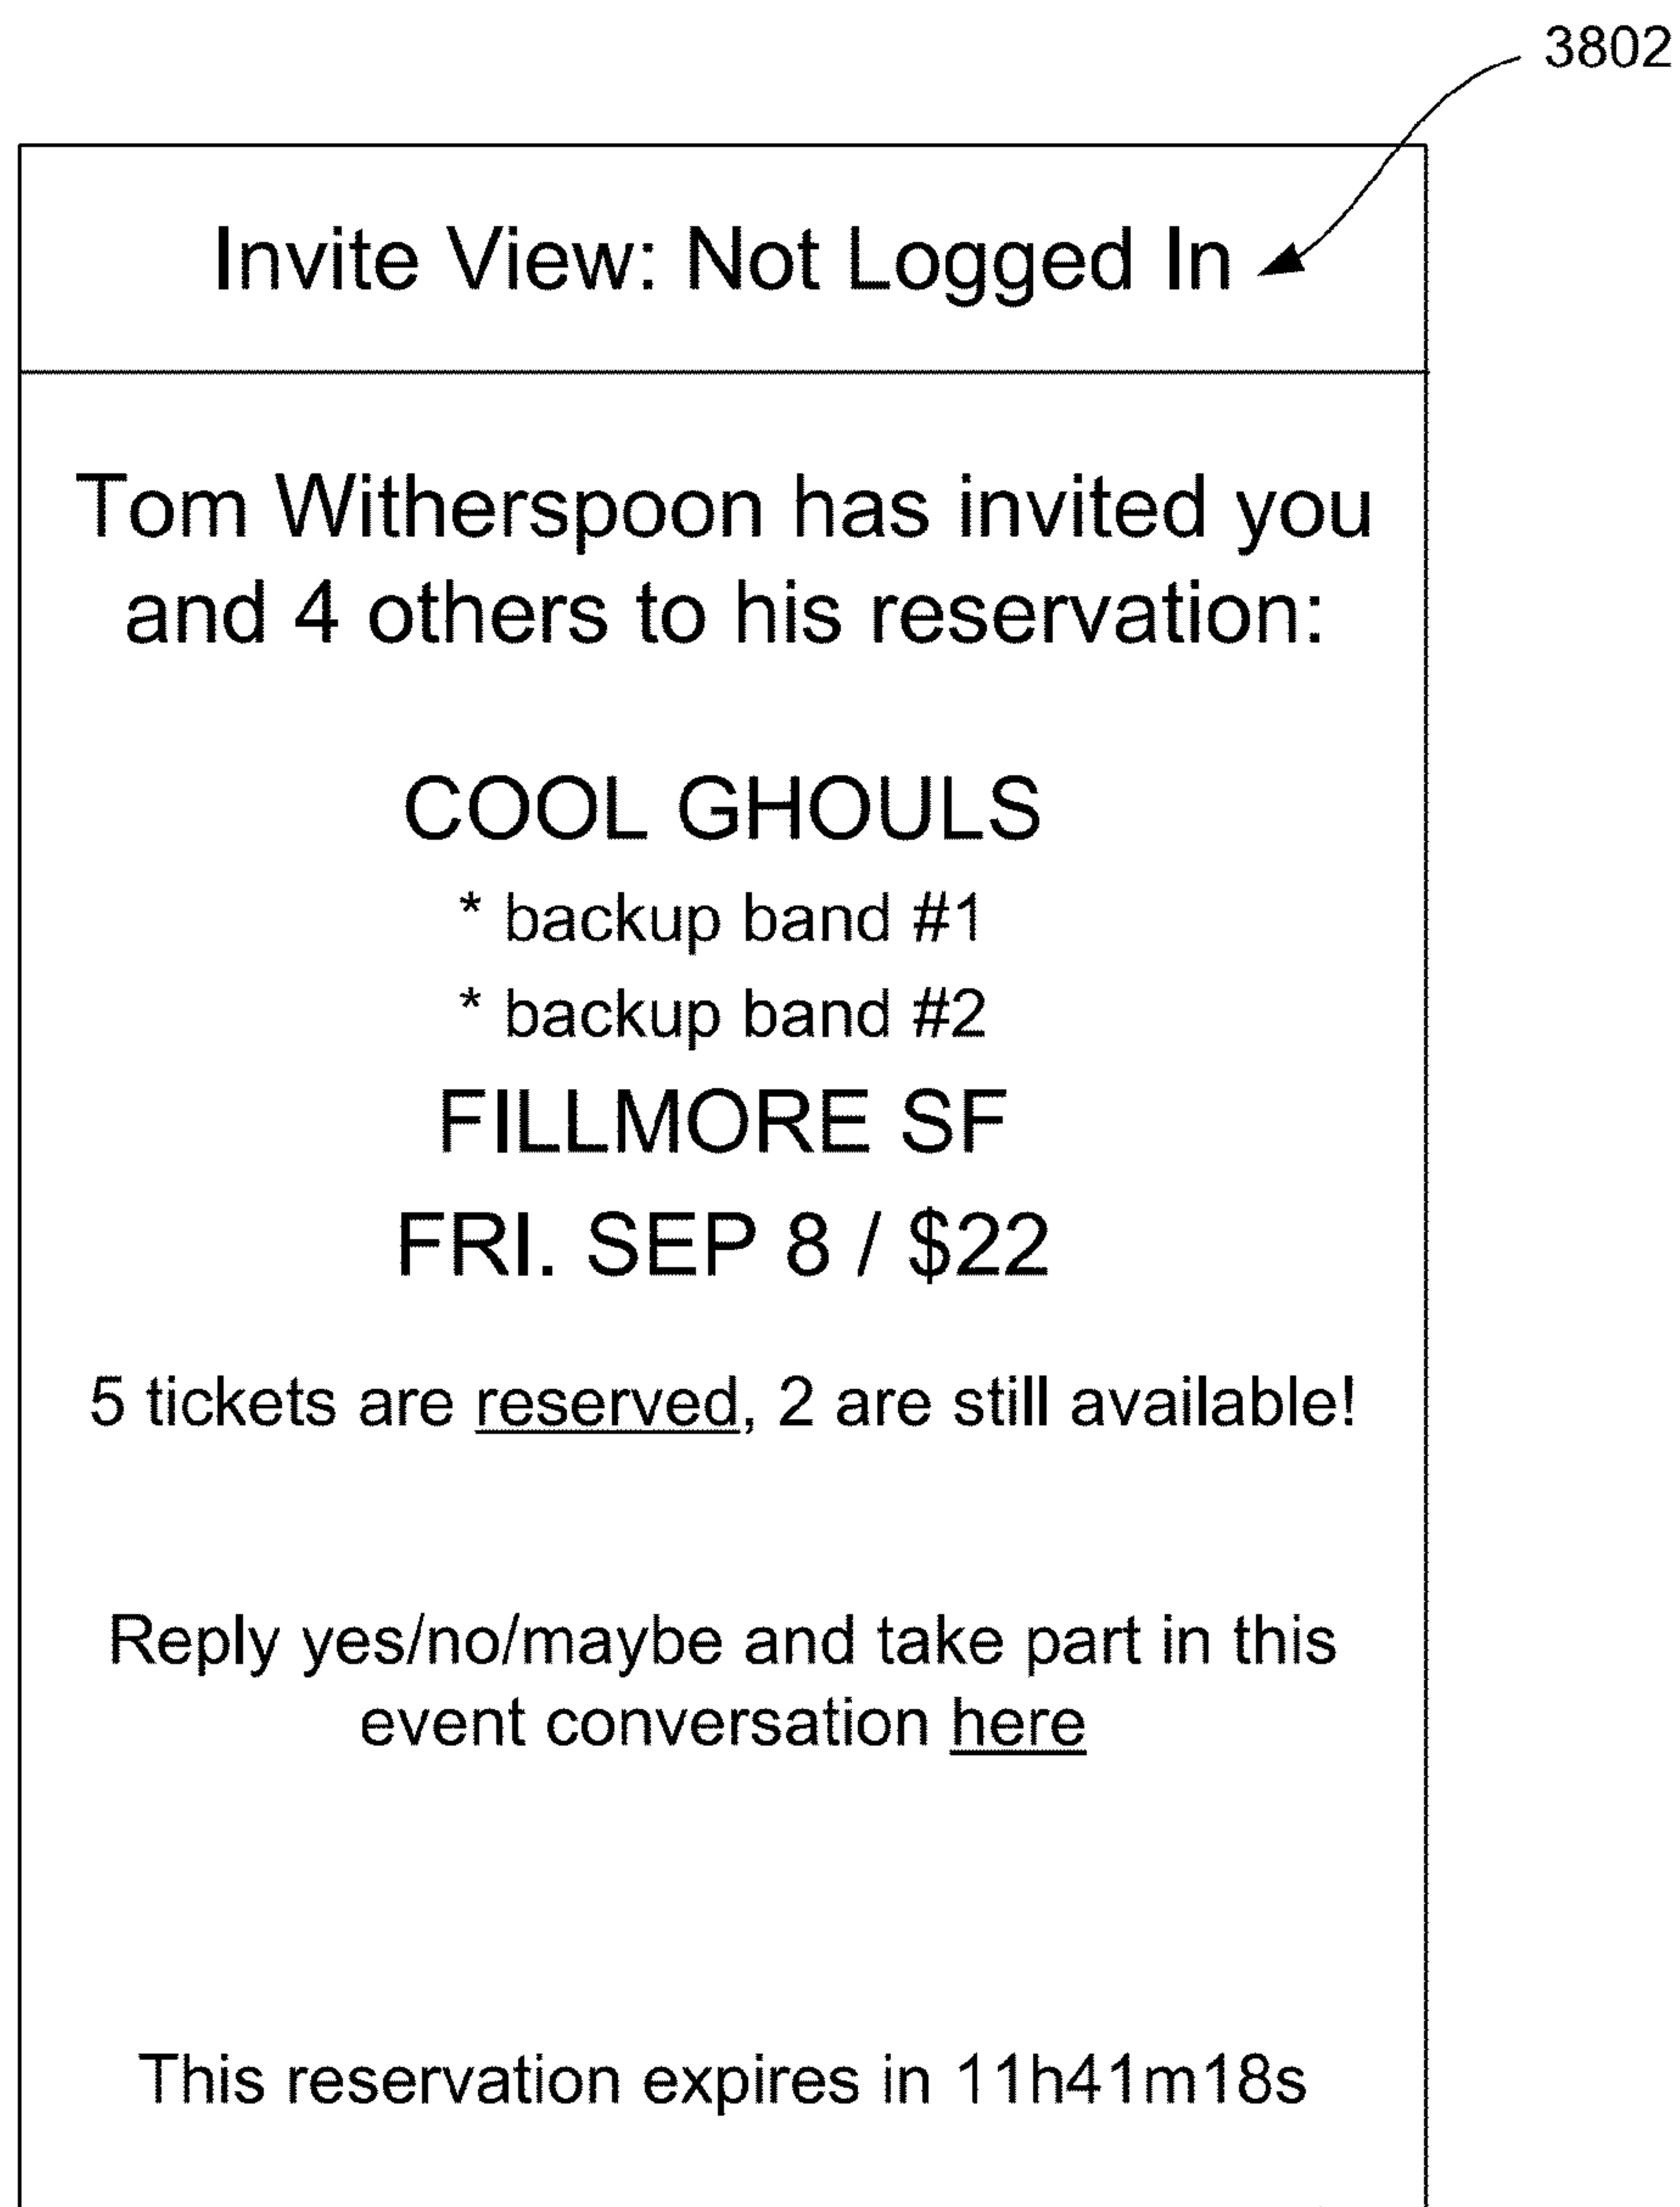 3802
Invite View: Not Logged In
Tom Witherspoon has invited you
and 4 others to his reservation:
COOL GHOULS
* backup band #1
* backup band #2
FILLMORE SF
FRI. SEP 8 / $22
5 tickets are reserved, 2 are still available!
Reply yes/no/maybe and take part in this
event conversation here
This reservation expires in 11h41m18s